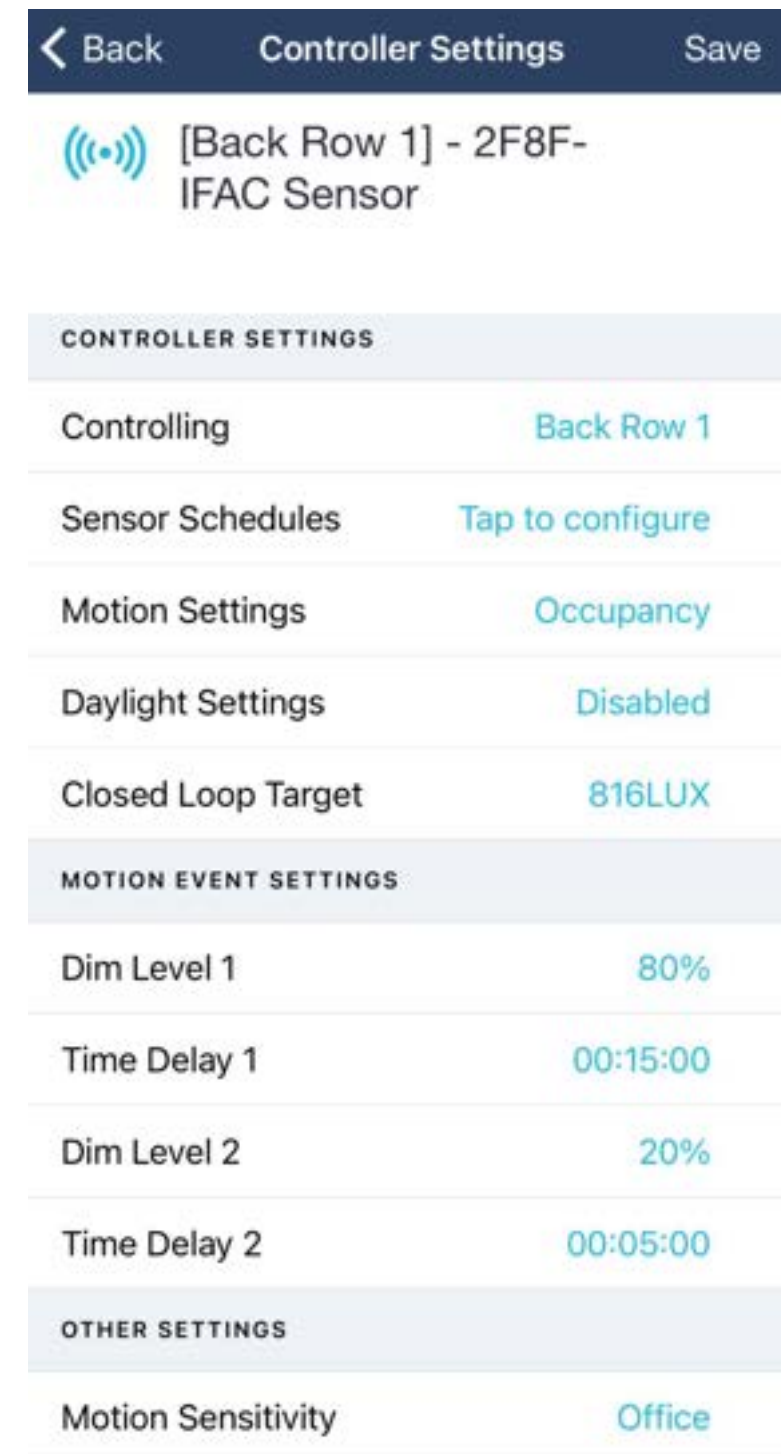 Back Controller Settings Save
[Back Row 1] - 2F8F-
IFAC Sensor
CONTROLLER SETTINGS
Controlling Back Row 1
Sensor Schedules Tap to configure
Motion Settings Occupancy
Daylight Settings Disabled
Closed Loop Target 816LUX
MOTION EVENT SETTINGS
Dim Level 1 80%
Time Delay 1 00:15:00
Dim Level 2 20%
Time Delay 2 00:05:00
OTHER SETTINGS
Motion Sensitivity Office